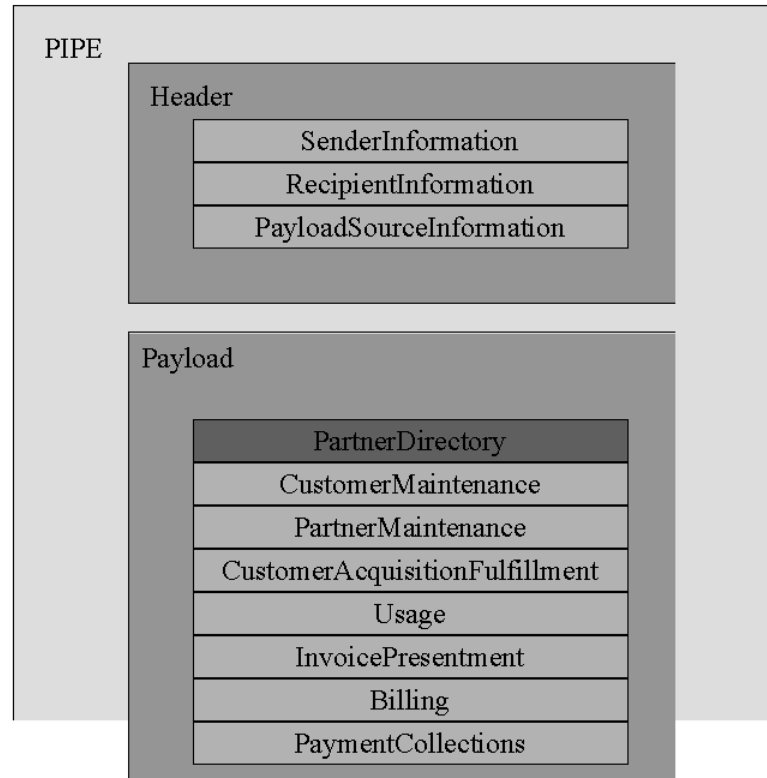 PIPE
Header
SenderInformation
RecipientInformation
PayloadSourceInformation
Payload
PartnerDirectory
CustomerMaintenance
PartnerMaintenance
CustomerAcquisitionFulfillment
Usage
InvoicePresentment
Billing
PaymentCollections